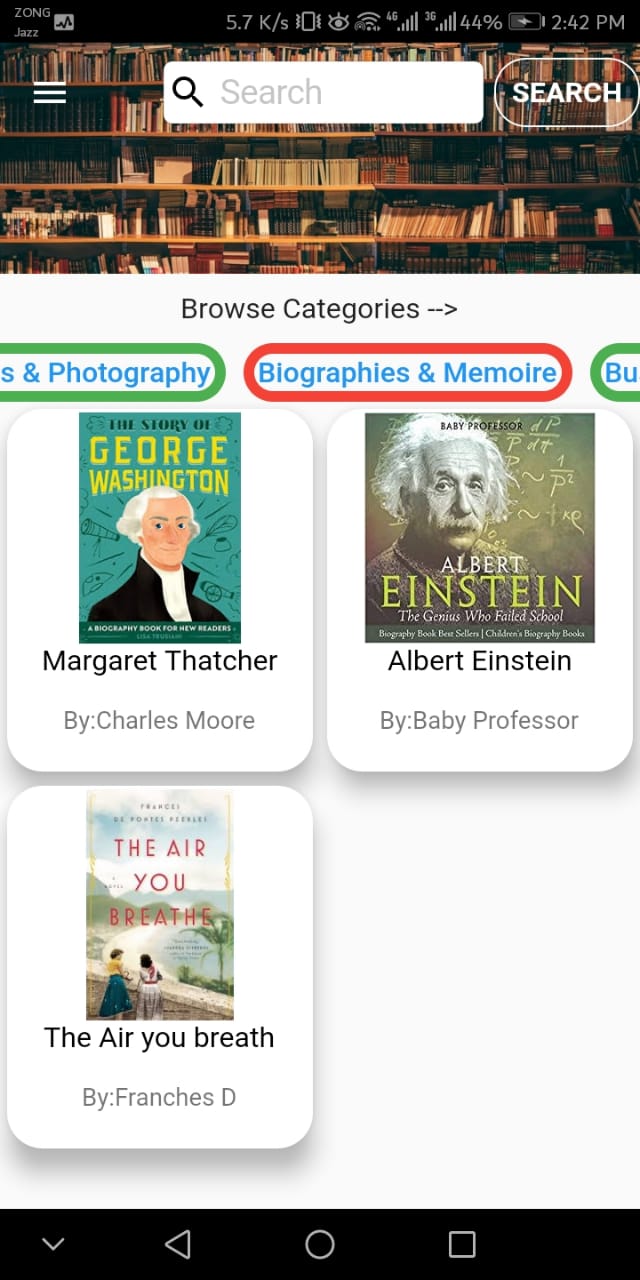 ZONG
Jazz
5.7 K/s 4G 3G 44% 2:42 PM
Search
SEARCH
Browse Categories -->
s & Photography
Biographies & Memoire
Bu
THE STORY OF
GEORGE
WASHINGTON
A BIOGRAPHY BOOK FOR NEW READERS
LISA TRUSIANI
Margaret Thatcher
By:Charles Moore
BABY PROFESSOR
ALBERT
EINSTEIN
The Genius Who Failed School
Biography Book Best Sellers | Children's Biography Books
Albert Einstein
By:Baby Professor
FRANCES
DE PONTES PEEBLES
THE AIR
YOU
BREATHE
A NOVEL
The Air you breath
By:Franches D